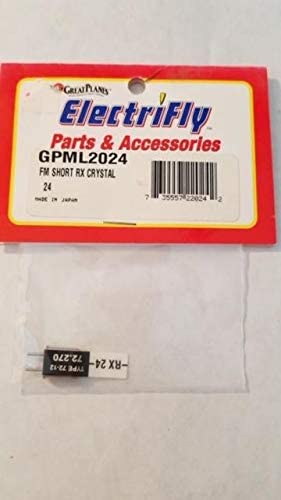 GREAT PLANES
ElectriFly™
Parts & Accessories
GPML2024
FM SHORT RX CRYSTAL
24
MADE IN JAPAN
7 35557 22024 2
TYPE 72-12
72.270
RX 24